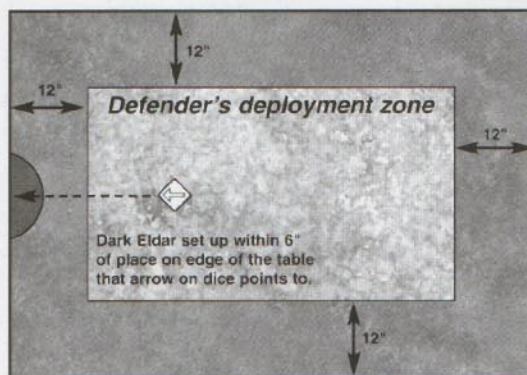 12"
12"
Defender's deployment zone
12"
Dark Eldar set up within 6"
of place on edge of the table
that arrow on dice points to.
12"